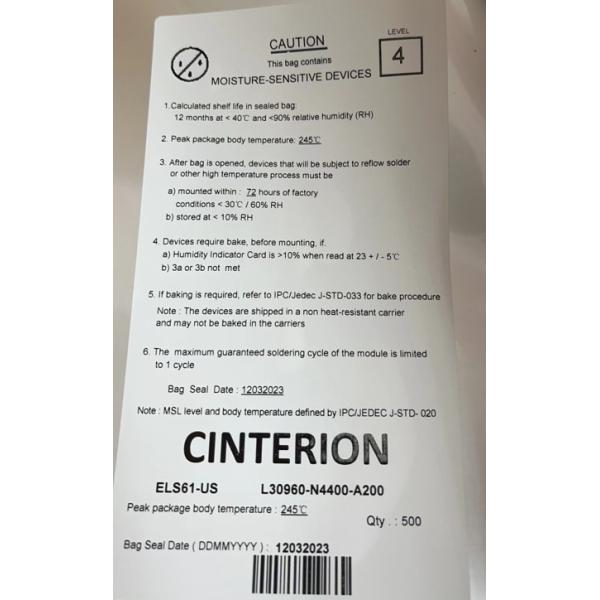 CAUTION
LEVEL
4
This bag contains
MOISTURE-SENSITIVE DEVICES
1.Calculated shelf life in sealed bag:
12 months at < 40℃ and <90% relative humidity (RH)
2. Peak package body temperature: 245℃
3. After bag is opened, devices that will be subject to reflow solder
or other high temperature process must be
a) mounted within : 72 hours of factory
conditions < 30℃ / 60% RH
b) stored at < 10% RH
4. Devices require bake, before mounting, if.
a) Humidity Indicator Card is >10% when read at 23 + / - 5℃
b) 3a or 3b not met
5. If baking is required, refer to IPC/Jedec J-STD-033 for bake procedure
Note : The devices are shipped in a non heat-resistant carrier
and may not be baked in the carriers
6. The maximum guaranteed soldering cycle of the module is limited
to 1 cycle
Bag Seal Date : 12032023
Note : MSL level and body temperature defined by IPC/JEDEC J-STD- 020
CINTERION
ELS61-US L30960-N4400-A200
Peak package body temperature : 245℃
Qty . : 500
Bag Seal Date ( DDMMYYYY ) : 12032023